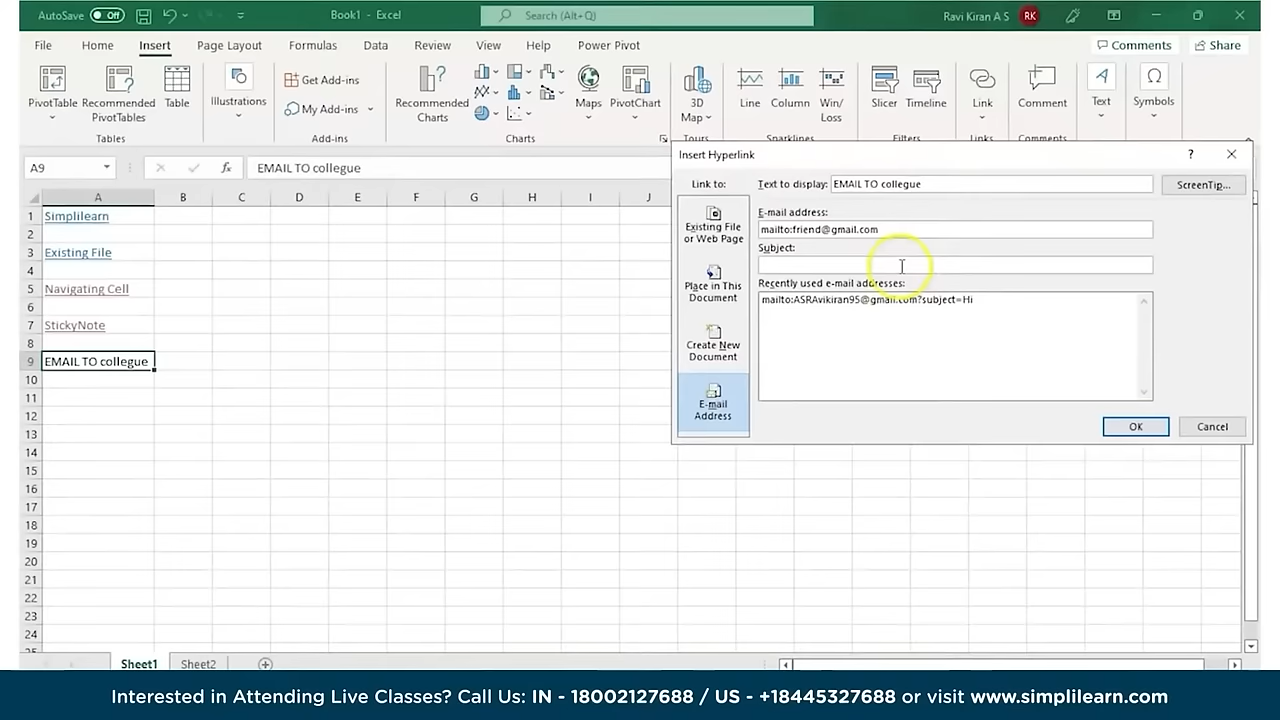 AutoSave Off Book1 - Excel Search (Alt+Q) Ravi Kiran A S RK
File Home Insert Page Layout Formulas Data Review View Help Power Pivot Comments Share
PivotTable Recommended PivotTables Table Illustrations Get Add-ins My Add-ins Recommended Charts Maps PivotChart 3D Map Line Column Win/ Loss Slicer Timeline Link Comment Text Symbols
Tables Add-ins Charts Tours Sparklines Filters Links Comments
A9 fx EMAIL TO collegue
A B C D E F G H I J
1 Simplilearn
2
3 Existing File
4
5 Navigating Cell
6
7 StickyNote
8
9 EMAIL TO collegue
10
11
12
13
14
15
16
17
18
19
20
21
22
23
24
Sheet1 Sheet2
Insert Hyperlink ?
Link to: Text to display: EMAIL TO collegue ScreenTip...
Existing File or Web Page
Place in This Document
Create New Document
E-mail Address
E-mail address:
mailto:friend@gmail.com
Subject:
Recently used e-mail addresses:
mailto:ASRAvikiran95@gmail.com?subject=Hi
OK Cancel
Interested in Attending Live Classes? Call Us: IN - 18002127688 / US - +18445327688 or visit www.simplilearn.com